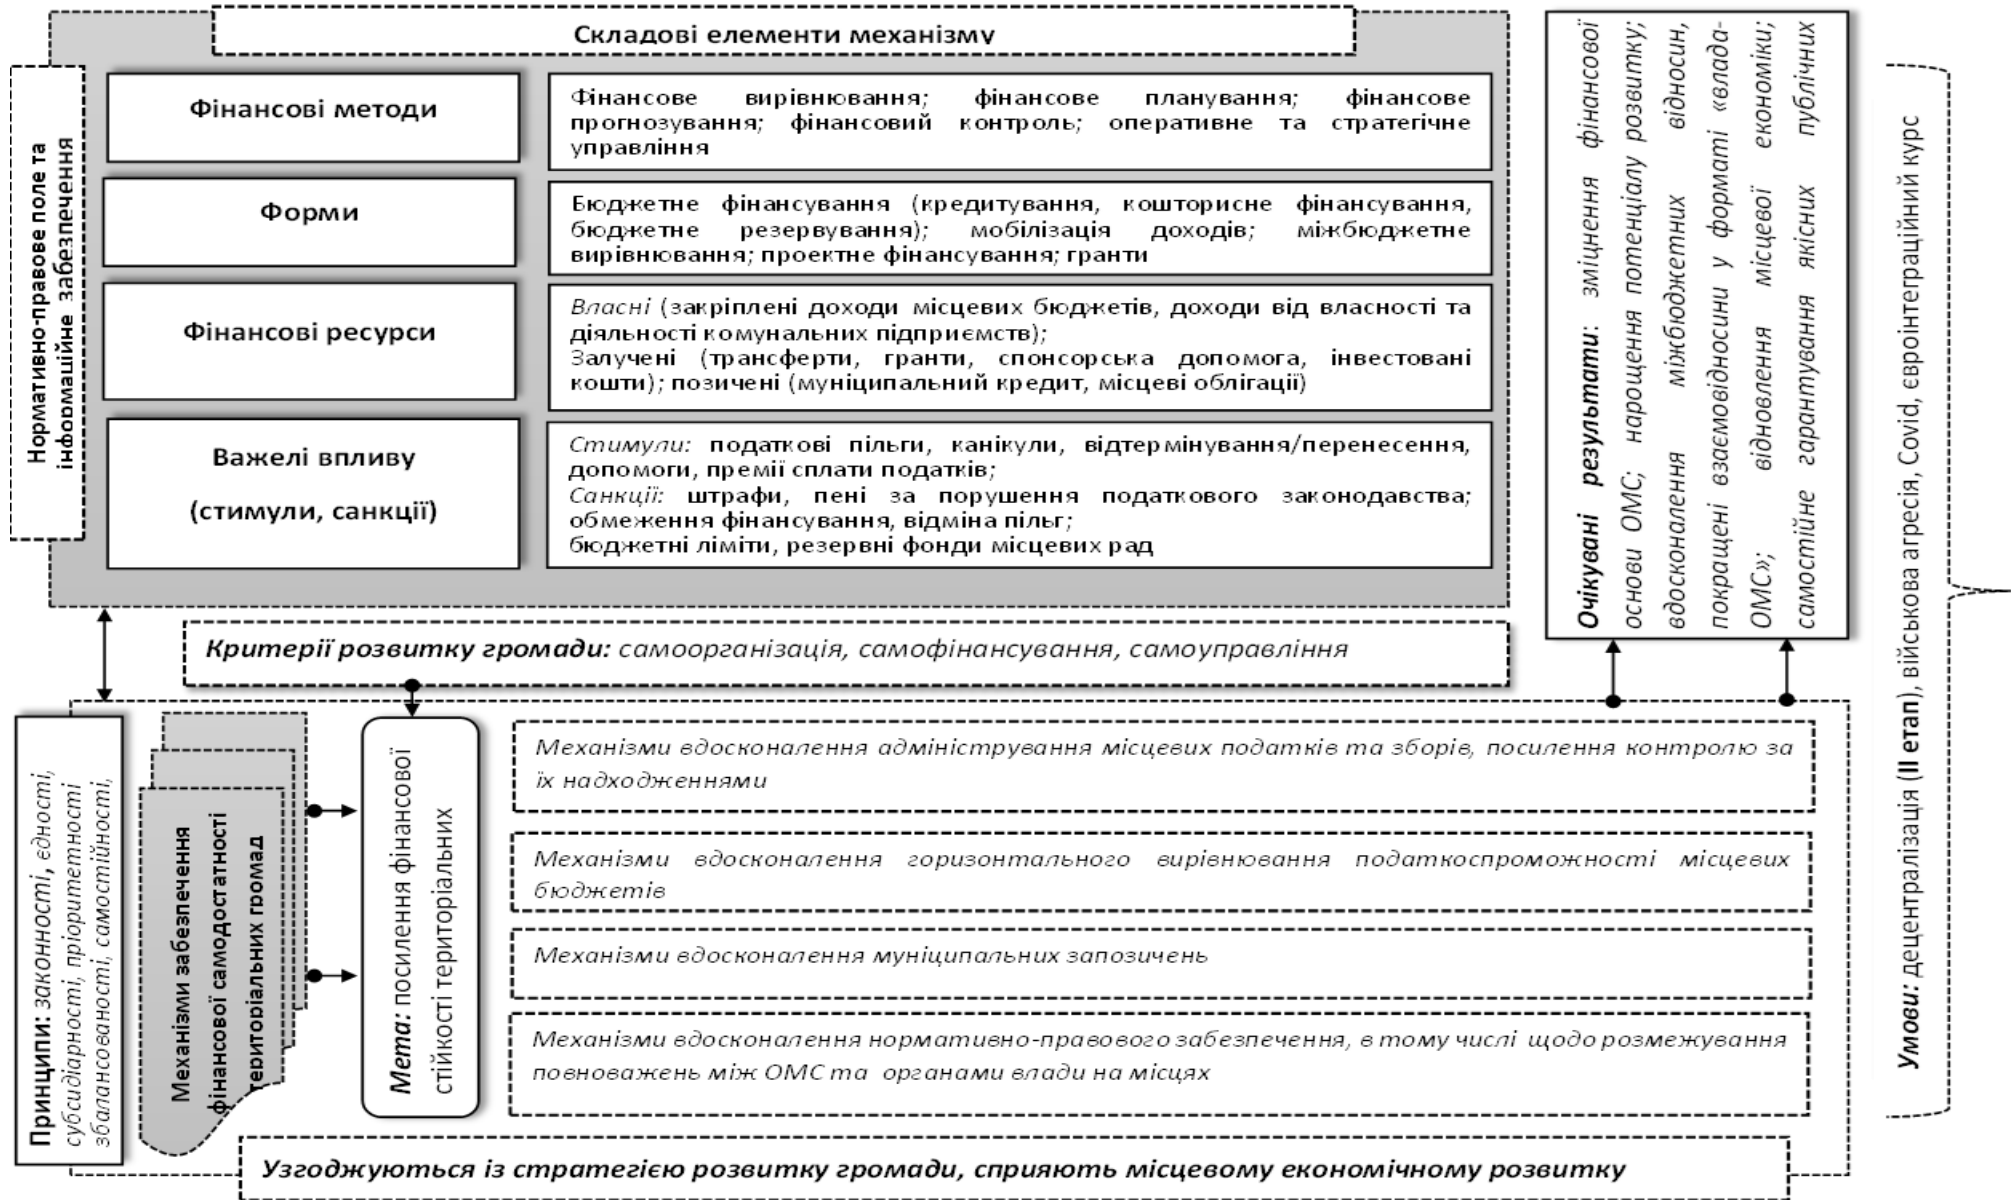 Складові елементи механізму
Нормативно-правове поле та
інформаційне забезпечення
Фінансові методи
Фінансове вирівнювання; фінансове планування; фінансове
прогнозування; фінансовий контроль; оперативне та стратегічне
управління
Форми
Бюджетне фінансування (кредитування, кошторисне фінансування,
бюджетне резервування); мобілізація доходів; міжбюджетне
вирівнювання; проектне фінансування; гранти
Фінансові ресурси
Власні (закріплені доходи місцевих бюджетів, доходи від власності та
діяльності комунальних підприємств);
Залучені (трансферти, гранти, спонсорська допомога, інвестовані
кошти); позичені (муніципальний кредит, місцеві облігації)
Важелі впливу
(стимули, санкції)
Стимули: податкові пільги, канікули, відтермінування/перенесення,
допомоги, премії сплати податків;
Санкції: штрафи, пені за порушення податкового законодавства;
обмеження фінансування, відміна пільг;
бюджетні ліміти, резервні фонди місцевих рад
Очікувані результати: зміцнення фінансової
основи ОМС; нарощення потенціалу розвитку;
вдосконалення міжбюджетних відносин,
покращені взаємовідносини у форматі «влада-
ОМС»; відновлення місцевої економіки;
самостійне гарантування якісних публічних
Умови: децентралізація (ІІ етап), військова агресія, Covid, євроінтеграційний курс
Критерії розвитку громади: самоорганізація, самофінансування, самоуправління
Принципи: законності, єдності,
субсидіарності, пріоритетності
збалансованості, самостійності,
Механізми забезпечення
фінансової самодостатності
територіальних громад
Мета: посилення фінансової
стійкості територіальних
Механізми вдосконалення адміністрування місцевих податків та зборів, посилення контролю за
їх надходженнями
Механізми вдосконалення горизонтального вирівнювання податкоспроможності місцевих
бюджетів
Механізми вдосконалення муніципальних запозичень
Механізми вдосконалення нормативно-правового забезпечення, в тому числі щодо розмежування
повноважень між ОМС та органами влади на місцях
Узгоджуються із стратегією розвитку громади, сприяють місцевому економічному розвитку